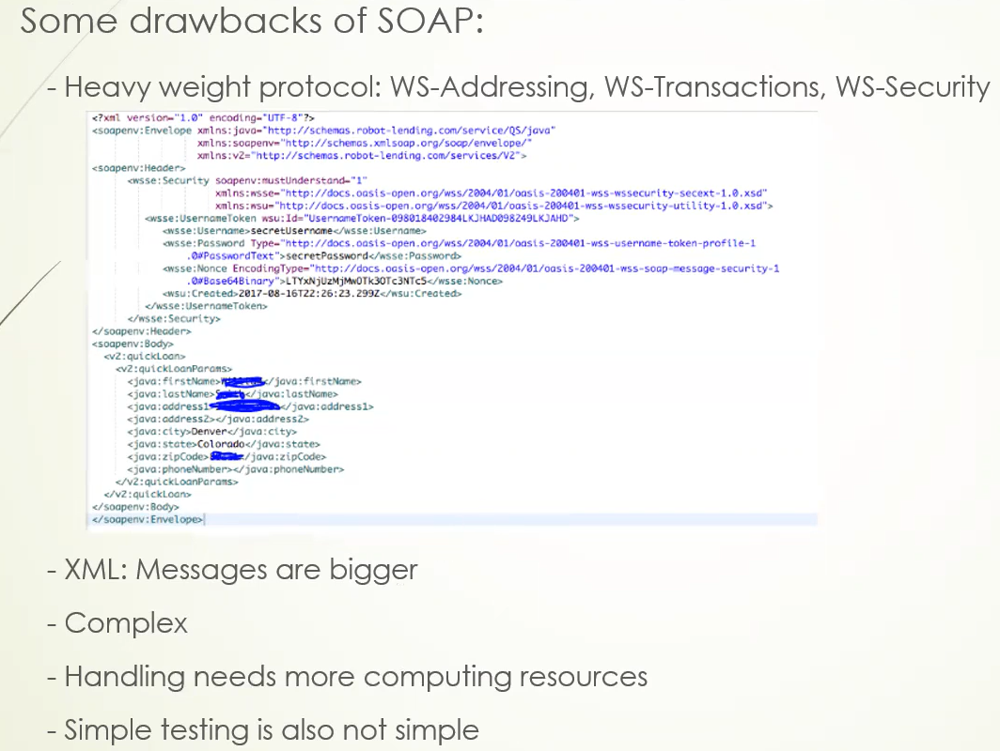 Some drawbacks of SOAP:
- Heavy weight protocol: WS-Addressing, WS-Transactions, WS-Security
<?xml version="1.0" encoding="UTF-8"?>
<soapenv:Envelope xmlns:java="http://schemas.robot-lending.com/service/QS/java"
xmlns:soapenv="http://schemas.xmlsoap.org/soap/envelope/"
xmlns:v2="http://schemas.robot-lending.com/services/V2">
<soapenv:Header>
<wsse:Security soapenv:mustUnderstand="1"
xmlns:wsse="http://docs.oasis-open.org/wss/2004/01/oasis-200401-wss-wssecurity-secext-1.0.xsd"
xmlns:wsu="http://docs.oasis-open.org/wss/2004/01/oasis-200401-wss-wssecurity-utility-1.0.xsd">
<wsse:UsernameToken wsu:Id="UsernameToken-098018402984LKJHAD098249LKJAHD">
<wsse:Username>secretUsername</wsse:Username>
<wsse:Password Type="http://docs.oasis-open.org/wss/2004/01/oasis-200401-wss-username-token-profile-1
.0#PasswordText">secretPassword</wsse:Password>
<wsse:Nonce EncodingType="http://docs.oasis-open.org/wss/2004/01/oasis-200401-wss-soap-message-security-1
.0#Base64Binary">LTYxNjUzMjMwOTk3OTc3NTc5</wsse:Nonce>
<wsu:Created>2017-08-16T22:26:23.299Z</wsu:Created>
</wsse:UsernameToken>
</wsse:Security>
</soapenv:Header>
<soapenv:Body>
<v2:quickLoan>
<v2:quickLoanParams>
<java:firstName></java:firstName>
<java:lastName></java:lastName>
<java:address1></java:address1>
<java:address2></java:address2>
<java:city>Denver</java:city>
<java:state>Colorado</java:state>
<java:zipCode>/java:zipCode>
<java:phoneNumber></java:phoneNumber>
</v2:quickLoanParams>
</v2:quickLoan>
</soapenv:Body>
</soapenv:Envelope>
- XML: Messages are bigger
- Complex
- Handling needs more computing resources
- Simple testing is also not simple